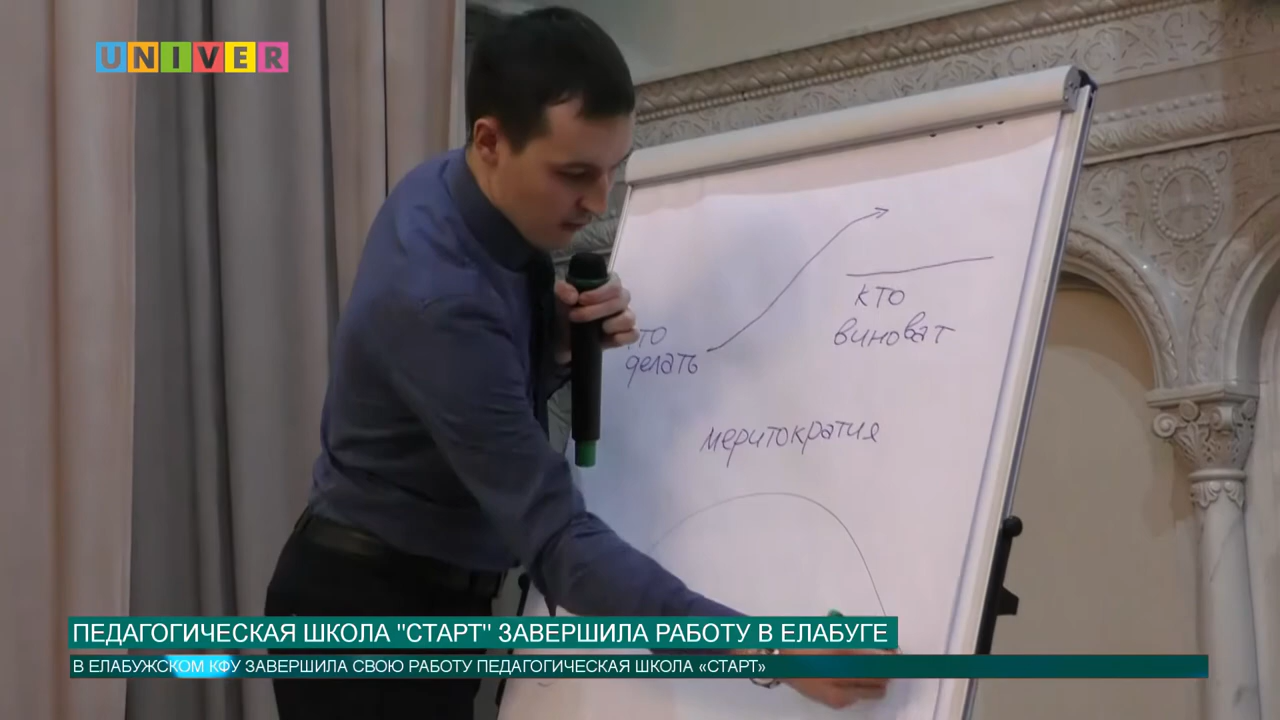 UNIVER
кто
виноват
делать
меритократия
ПЕДАГОГИЧЕСКАЯ ШКОЛА "СТАРТ" ЗАВЕРШИЛА РАБОТУ В ЕЛАБУГЕ
В ЕЛАБУЖСКОМ КФУ ЗАВЕРШИЛА СВОЮ РАБОТУ ПЕДАГОГИЧЕСКАЯ ШКОЛА «СТАРТ»